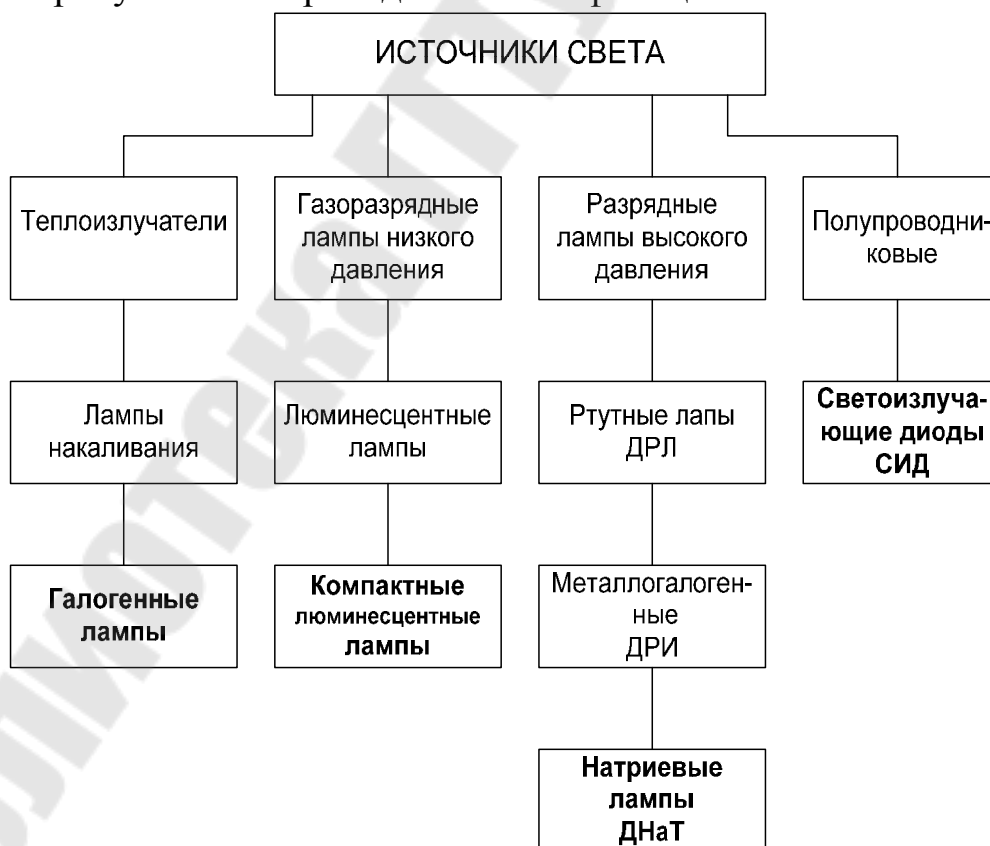 ИСТОЧНИКИ СВЕТА
Теплоизлучатели
Газоразрядные
лампы низкого
давления
Разрядные
лампы высокого
давления
Полупроводни-
ковые
Лампы
накаливания
Люминесцентные
лампы
Ртутные лапы
ДРЛ
Светоизлуча-
ющие диоды
СИД
Галогенные
лампы
Компактные
люминесцентные
лампы
Металлогалоген-
ные
ДРИ
Натриевые
лампы
ДНаТ